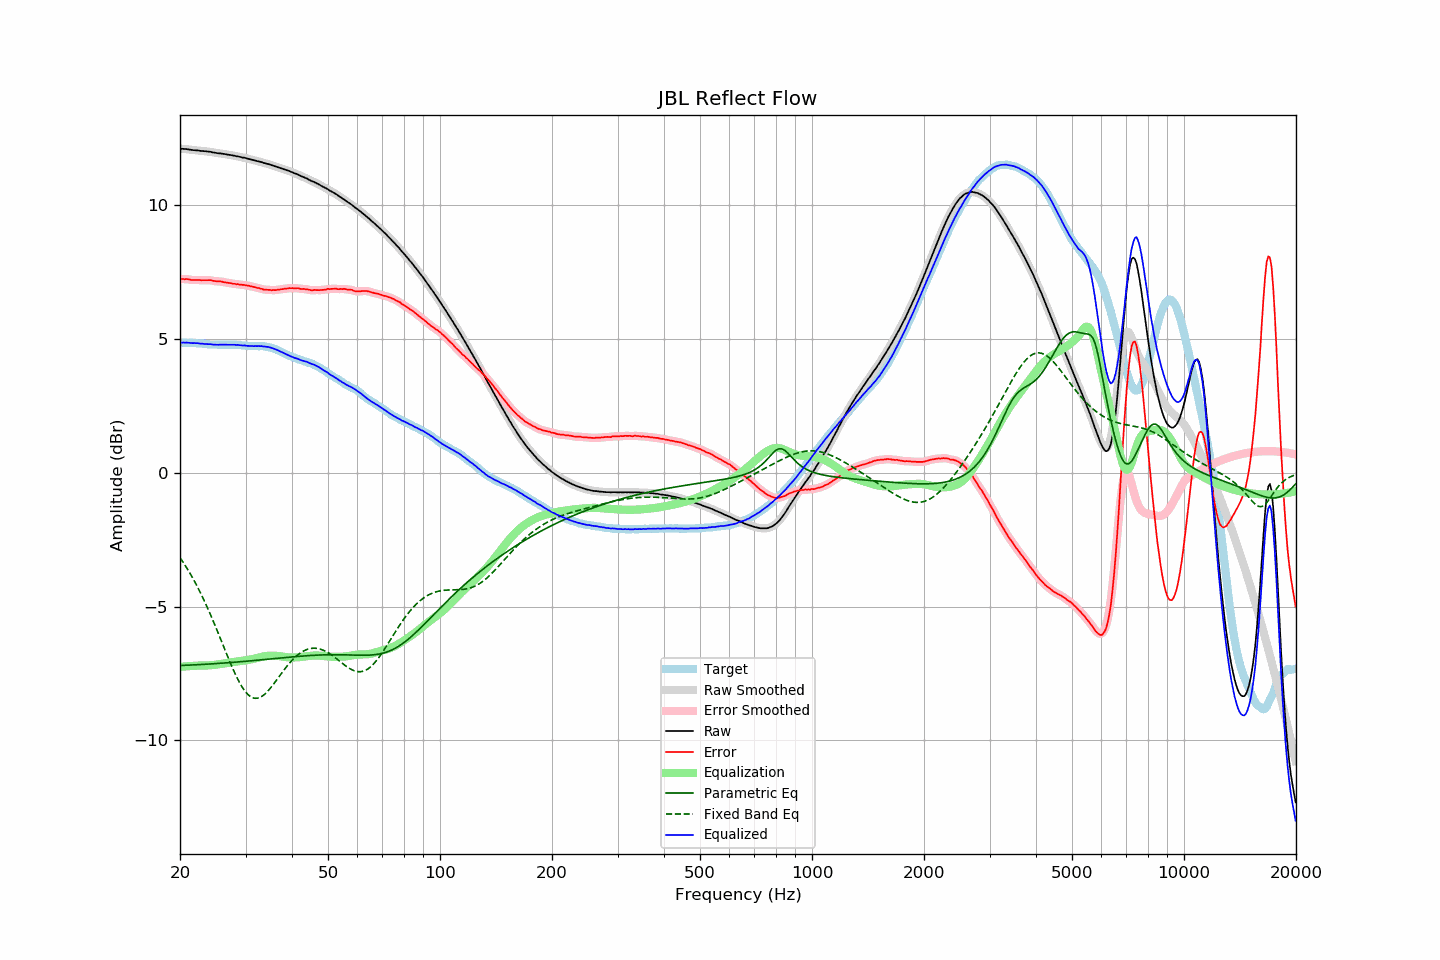 JBL Reflect Flow
Amplitude (dBr)
10
5
0
−5
−10
Target
Raw Smoothed
Error Smoothed
Raw
Error
Equalization
Parametric Eq
Fixed Band Eq
Equalized
20 50 100 200 500 1000 2000 5000 10000 20000
Frequency (Hz)